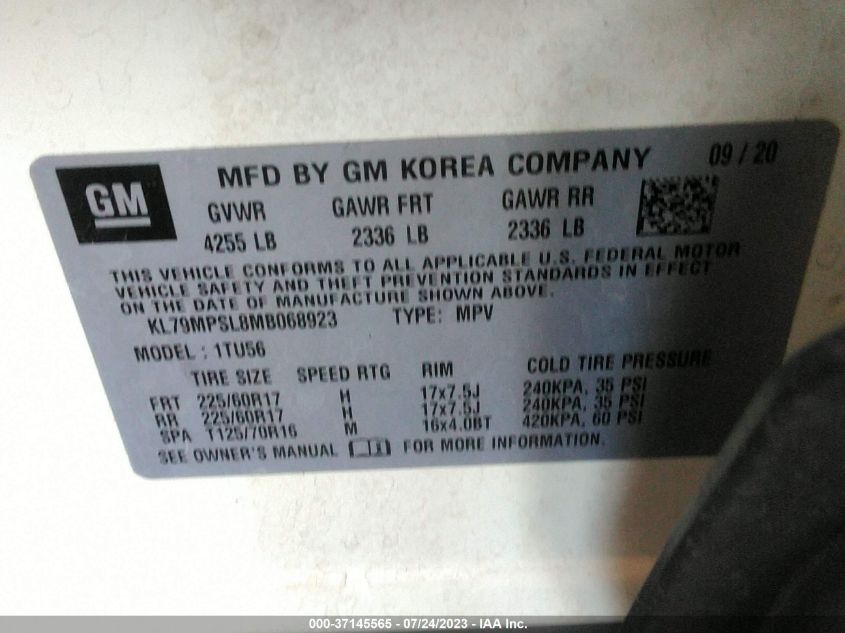 GM
MFD BY GM KOREA COMPANY 09 / 20
GVWR GAWR FRT GAWR RR
4255 LB 2336 LB 2336 LB
THIS VEHICLE CONFORMS TO ALL APPLICABLE U.S. FEDERAL MOTOR
VEHICLE SAFETY AND THEFT PREVENTION STANDARDS IN EFFECT
ON THE DATE OF MANUFACTURE SHOWN ABOVE.
KL79MPSL8MB068923 TYPE: MPV
MODEL : 1TU56
TIRE SIZE SPEED RTG RIM COLD TIRE PRESSURE
FRT 225/60R17 H 17x7.5J 240KPA, 35 PSI
RR 225/60R17 H 17x7.5J 240KPA, 35 PSI
SPA T125/70R16 M 16x4.0BT 420KPA, 60 PSI
SEE OWNER'S MANUAL FOR MORE INFORMATION.
000-37145565 - 07/24/2023 - IAA Inc.